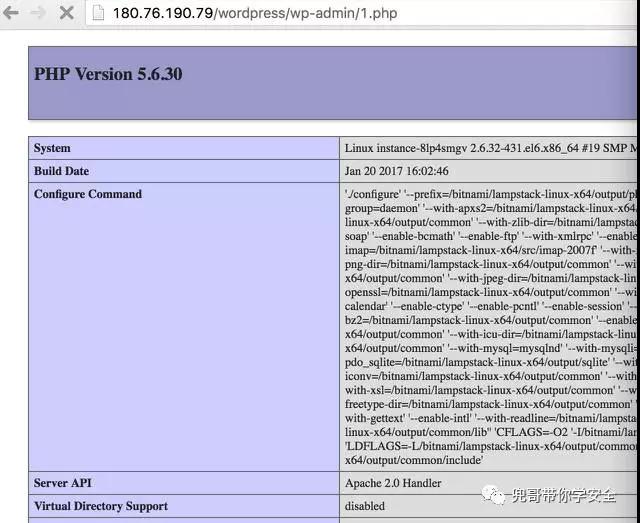 180.76.190.79/wordpress/wp-admin/1.php
PHP Version 5.6.30
System
Linux instance-8lp4smgv 2.6.32-431.el6.x86_64 #19 SMP M
Build Date
Jan 20 2017 16:02:46
Configure Command
'./configure' '--prefix=/bitnami/lampstack-linux-x64/output/pl
group=daemon' '--with-apxs2=/bitnami/lampstack-linux-x64/
linux-x64/output/common' '--with-zlib-dir=/bitnami/lampstac
soap' '--enable-bcmath' '--enable-ftp' '--with-xmlrpc' '--enable
imap=/bitnami/lampstack-linux-x64/src/imap-2007f' '--with-
png-dir=/bitnami/lampstack-linux-x64/output/common' '--wi
x64/output/common' '--with-jpeg-dir=/bitnami/lampstack-lin
openssl=/bitnami/lampstack-linux-x64/output/common' '--wi
calendar' '--enable-ctype' '--enable-pcntl' '--enable-session' '--
bz2=/bitnami/lampstack-linux-x64/output/common' '--enable-
x64/output/common' '--with-icu-dir=/bitnami/lampstack-linux
x64/output/common' '--with-mysql=mysqlnd' '--with-mysqli=
pdo_sqlite=/bitnami/lampstack-linux-x64/output/sqlite' '--with
iconv=/bitnami/lampstack-linux-x64/output/common' '--with
with-xsl=/bitnami/lampstack-linux-x64/output/common' '--wi
freetype-dir=/bitnami/lampstack-linux-x64/output/common' '
with-gettext' '--enable-intl' '--with-readline=/bitnami/lampsta
linux-x64/output/common/lib" 'CFLAGS=-O2 '-I/bitnami/lam
'LDFLAGS=-L/bitnami/lampstack-linux-x64/output/common
x64/output/common/include'
Server API
Apache 2.0 Handler
Virtual Directory Support
disabled
兜哥带你学安全